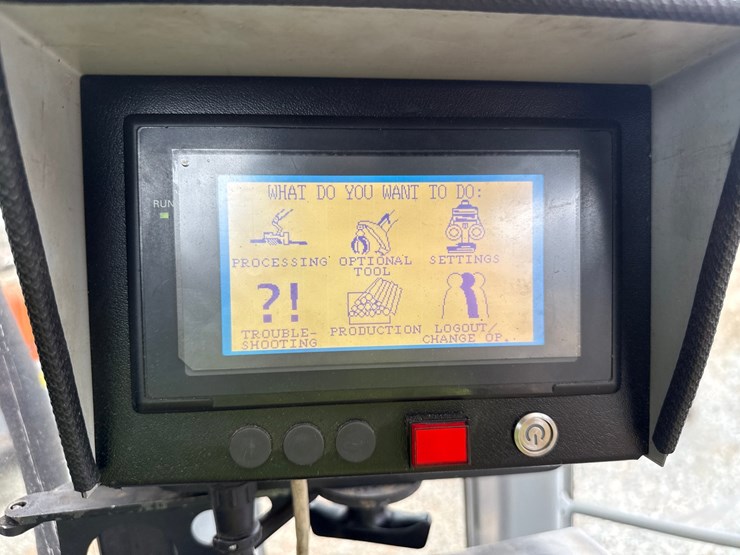 RUN
WHAT DO YOU WANT TO DO:
PROCESSING OPTIONAL TOOL SETTINGS
?!
TROUBLE-SHOOTING PRODUCTION LOGOUT/CHANGE OP.